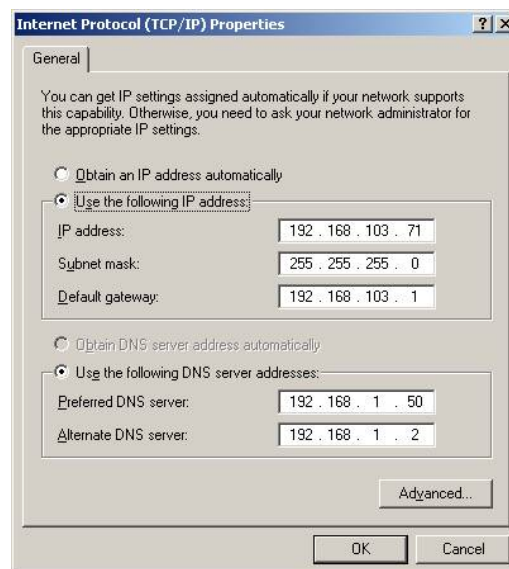 Internet Protocol (TCP/IP) Properties
General
You can get IP settings assigned automatically if your network supports
this capability. Otherwise, you need to ask your network administrator for
the appropriate IP settings.
Obtain an IP address automatically
Use the following IP address:
IP address: 192 . 168 . 103 . 71
Subnet mask: 255 . 255 . 255 . 0
Default gateway: 192 . 168 . 103 . 1
Obtain DNS server address automatically
Use the following DNS server addresses:
Preferred DNS server: 192 . 168 . 1 . 50
Alternate DNS server: 192 . 168 . 1 . 2
Advanced...
OK Cancel